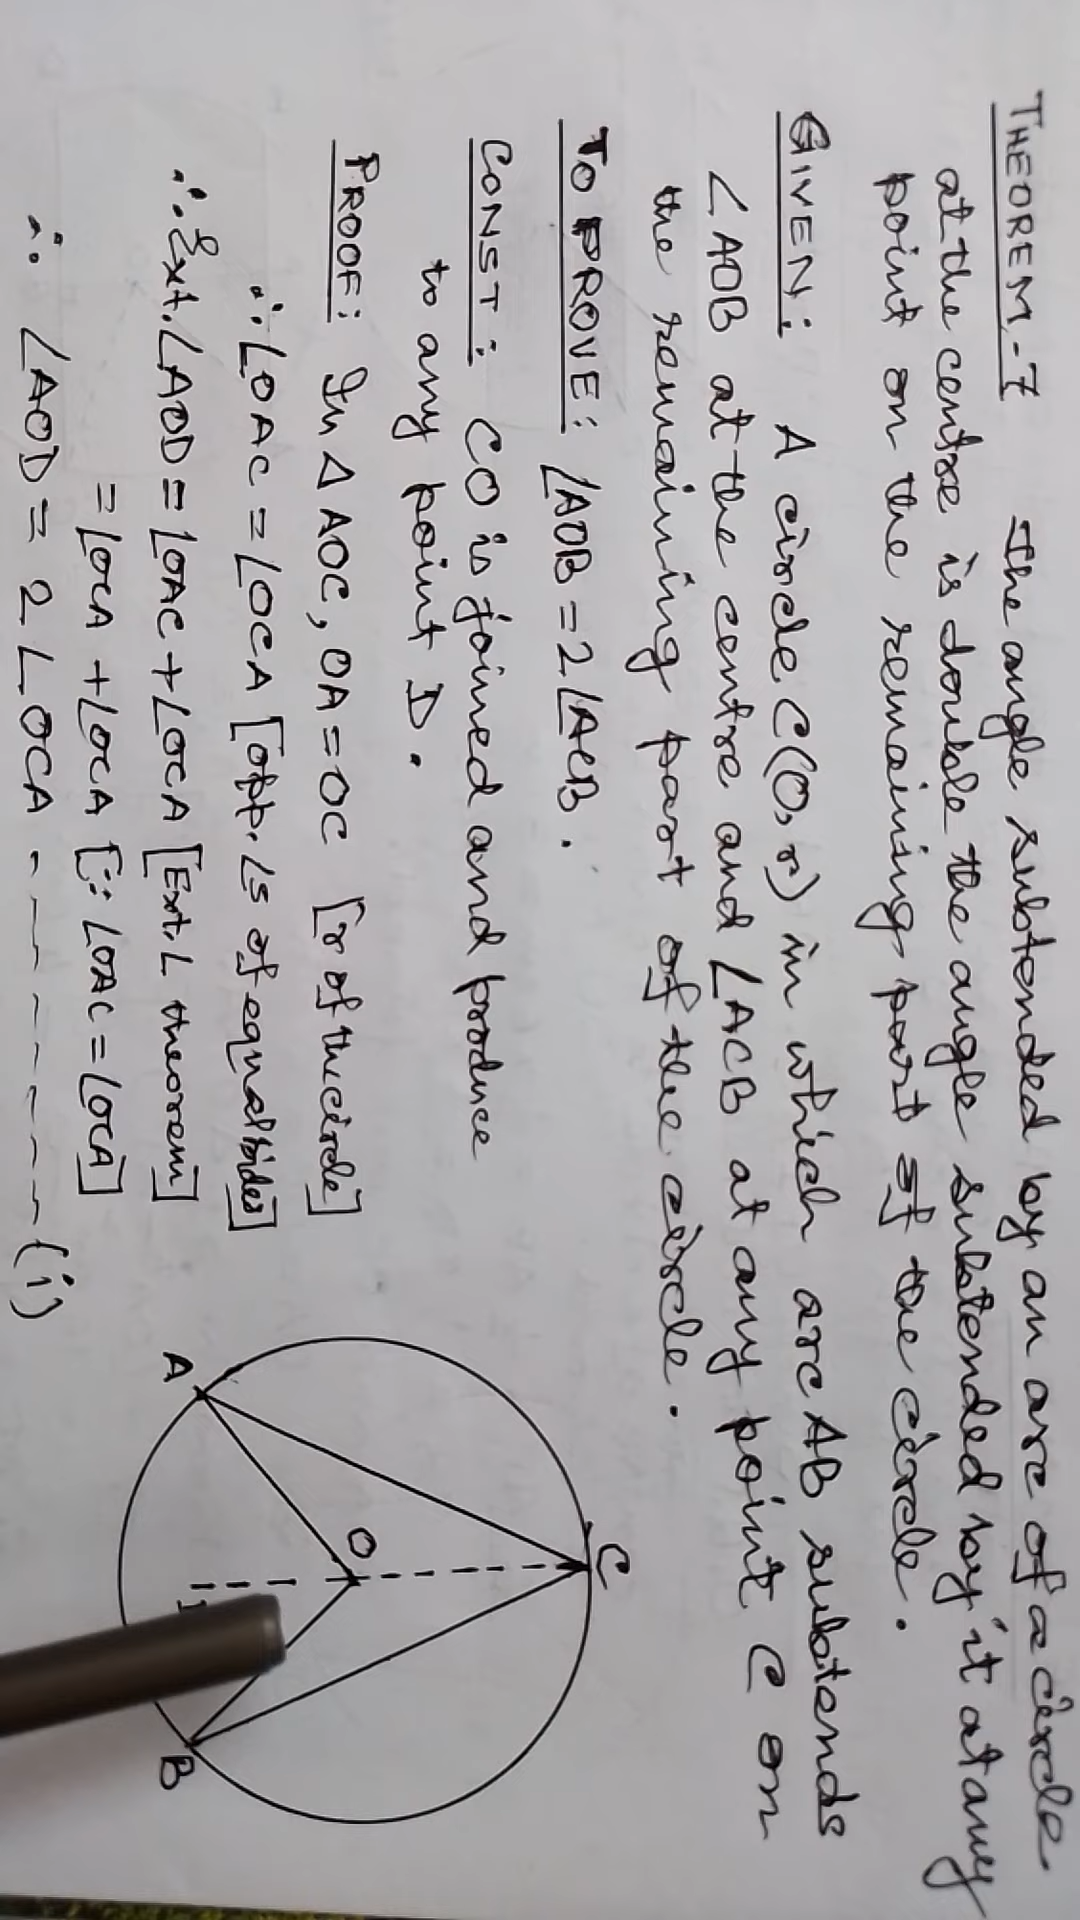 THEOREM-7 The angle subtended by an arc of a circle
at the centre is double the angle subtended by it at any
point on the remaining part of the circle.
GIVEN: A circle C(O, r) in which arc AB subtends
∠AOB at the centre and ∠ACB at any point C on
the remaining part of the circle.
TO PROVE: ∠AOB = 2∠ACB.
CONST: CO is joined and produce
to any point D.
PROOF: In Δ AOC, OA = OC [r of the circle]
∴ ∠OAC = ∠OCA [opp. ∠s of equal sides]
∴ Ext. ∠AOD = ∠OAC + ∠OCA [Ext. ∠ theorem]
= ∠OCA + ∠OCA [∵ ∠OAC = ∠OCA]
∴ ∠AOD = 2 ∠OCA - - - - - - - (i)
C
O
A
B